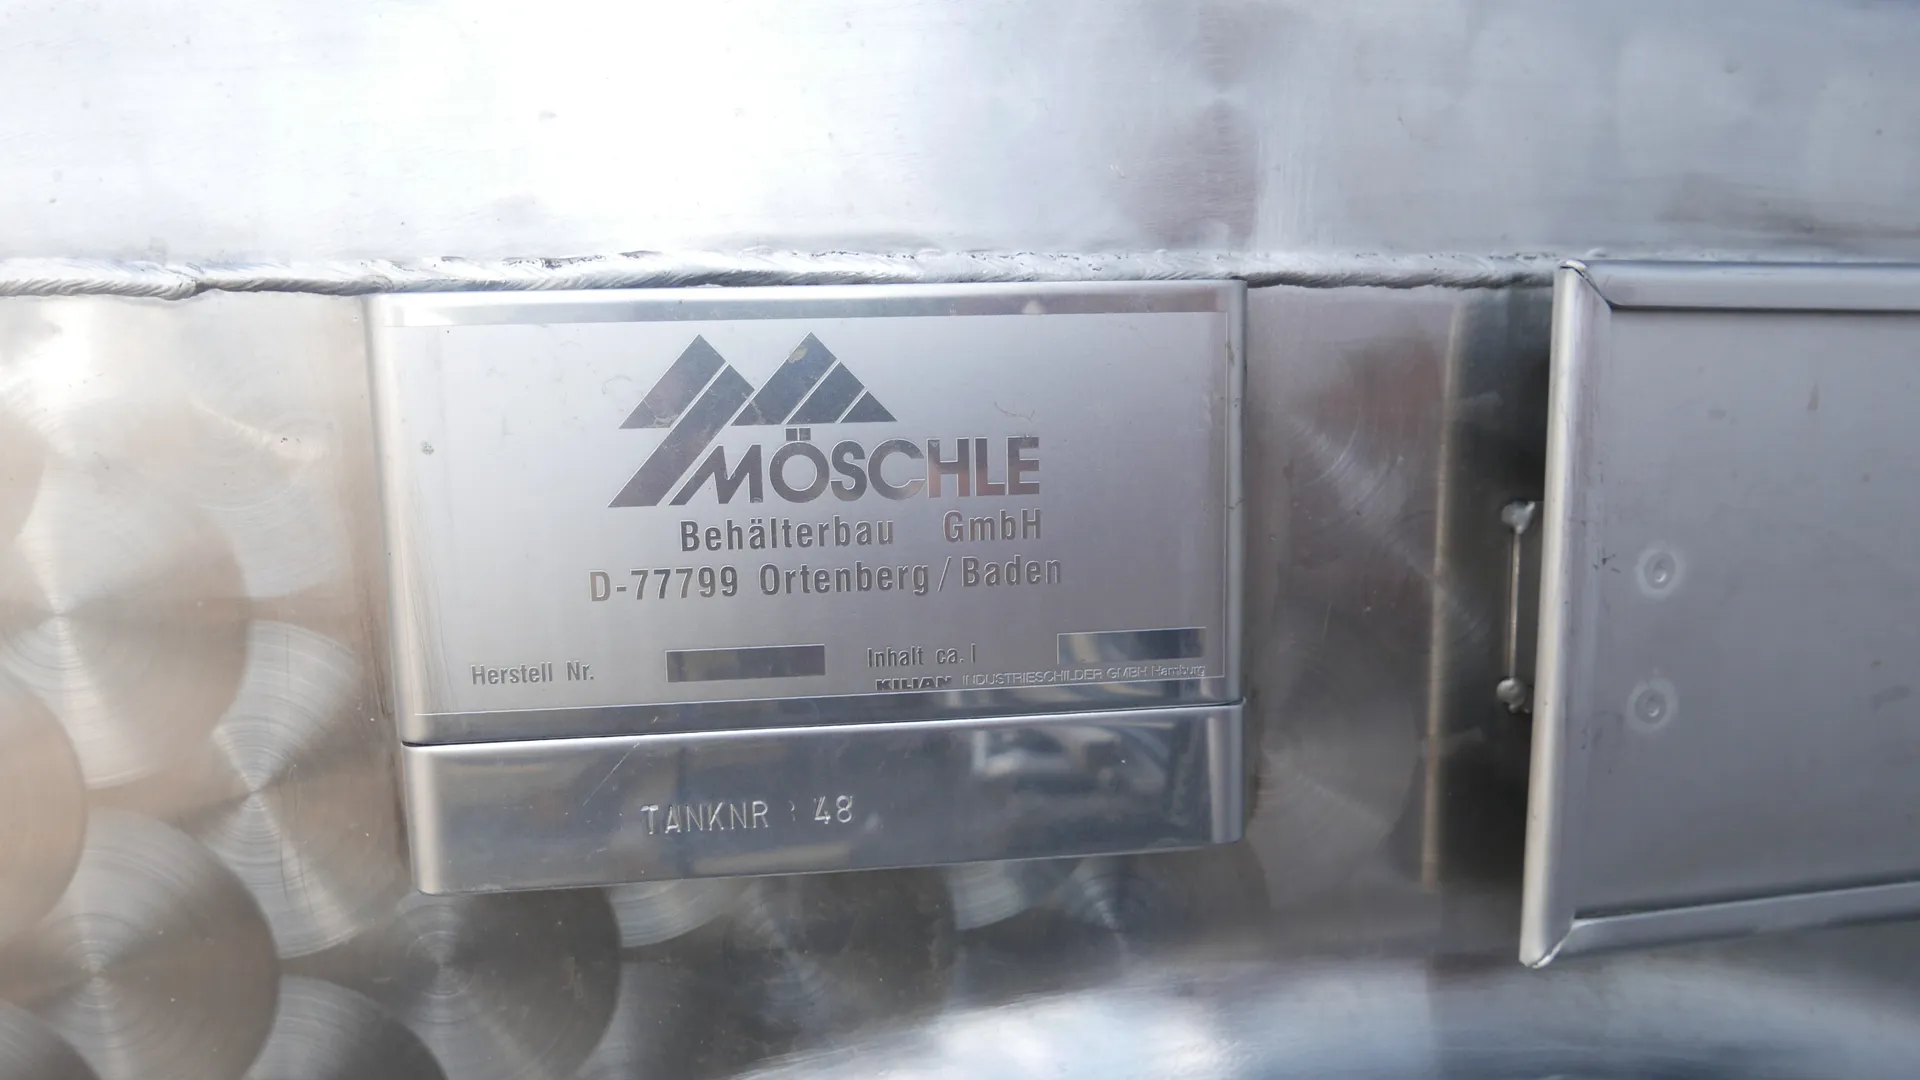 MÖSCHLE
Behälterbau GmbH
D-77799 Ortenberg/Baden
Herstell Nr. Inhalt ca. l
KILIAN INDUSTRIESCHILDER GMBH Hamburg
TANKNR : 48